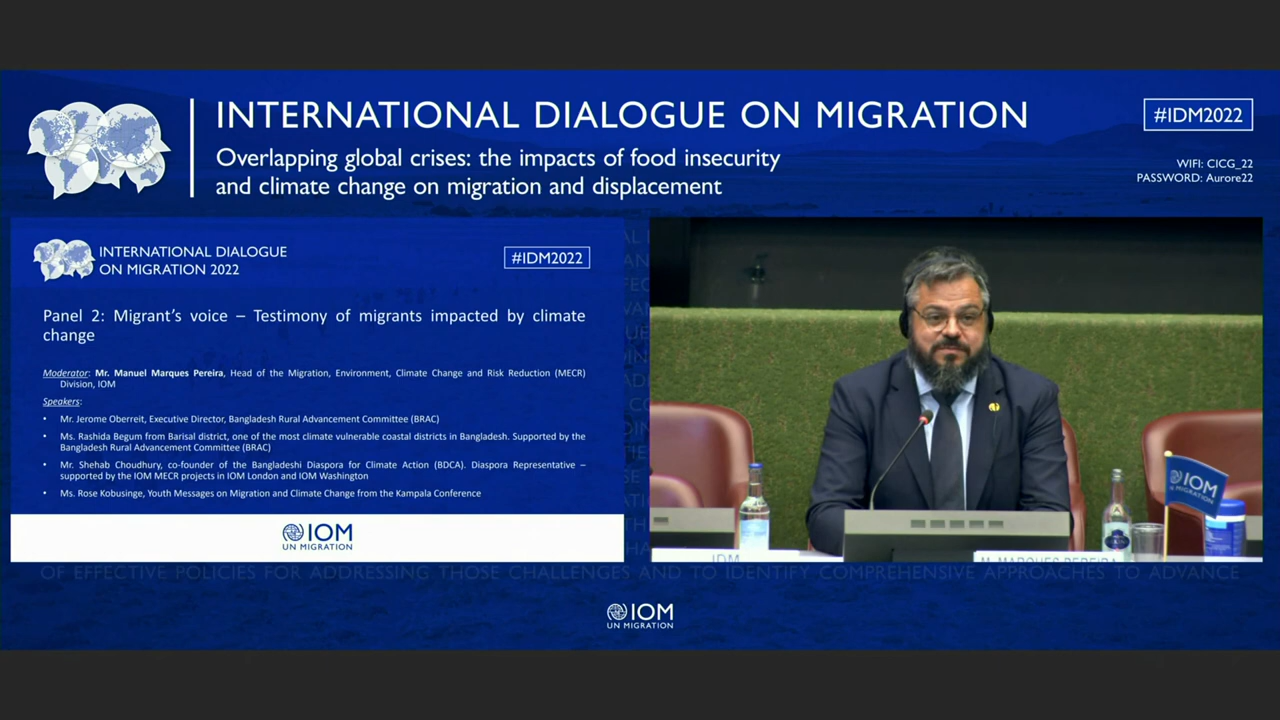 INTERNATIONAL DIALOGUE ON MIGRATION
Overlapping global crises: the impacts of food insecurity
and climate change on migration and displacement
#IDM2022
WIFI: CICG_22
PASSWORD: Aurore22
INTERNATIONAL DIALOGUE
ON MIGRATION 2022
#IDM2022
Panel 2: Migrant's voice – Testimony of migrants impacted by climate
change
Moderator: Mr. Manuel Marques Pereira, Head of the Migration, Environment, Climate Change and Risk Reduction (MECR)
Division, IOM
Speakers:
• Mr. Jerome Oberreit, Executive Director, Bangladesh Rural Advancement Committee (BRAC)
• Ms. Rashida Begum from Barisal district, one of the most climate vulnerable coastal districts in Bangladesh. Supported by the
Bangladesh Rural Advancement Committee (BRAC)
• Mr. Shehab Choudhury, co-founder of the Bangladeshi Diaspora for Climate Action (BDCA). Diaspora Representative –
supported by the IOM MECR projects in IOM London and IOM Washington
• Ms. Rose Kobusinge, Youth Messages on Migration and Climate Change from the Kampala Conference
IOM
UN MIGRATION
IOM
UN MIGRATION
IDM
M. MARQUES PEREIRA
OF EFFECTIVE POLICIES FOR ADDRESSING THOSE CHALLENGES AND TO IDENTIFY COMPREHENSIVE APPROACHES TO ADVANCE
IOM
UN MIGRATION